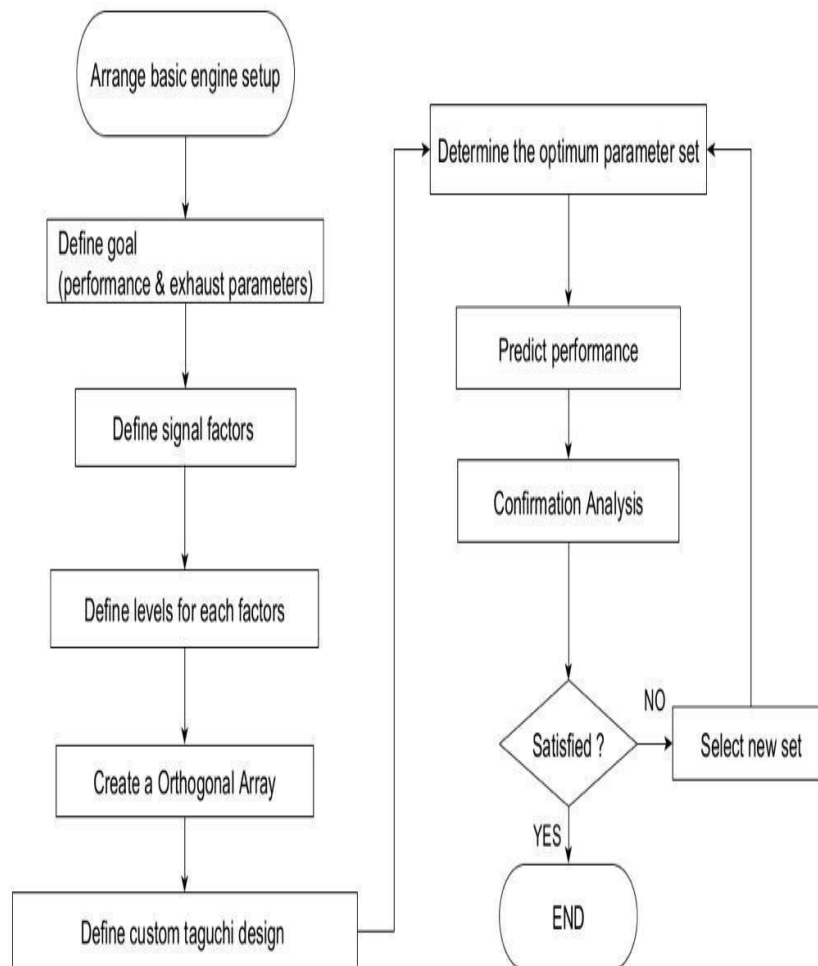 Arrange basic engine setup
Define goal
(performance & exhaust parameters)
Define signal factors
Define levels for each factors
Create a Orthogonal Array
Define custom taguchi design
Determine the optimum parameter set
Predict performance
Confirmation Analysis
Satisfied ?
NO
Select new set
YES
END